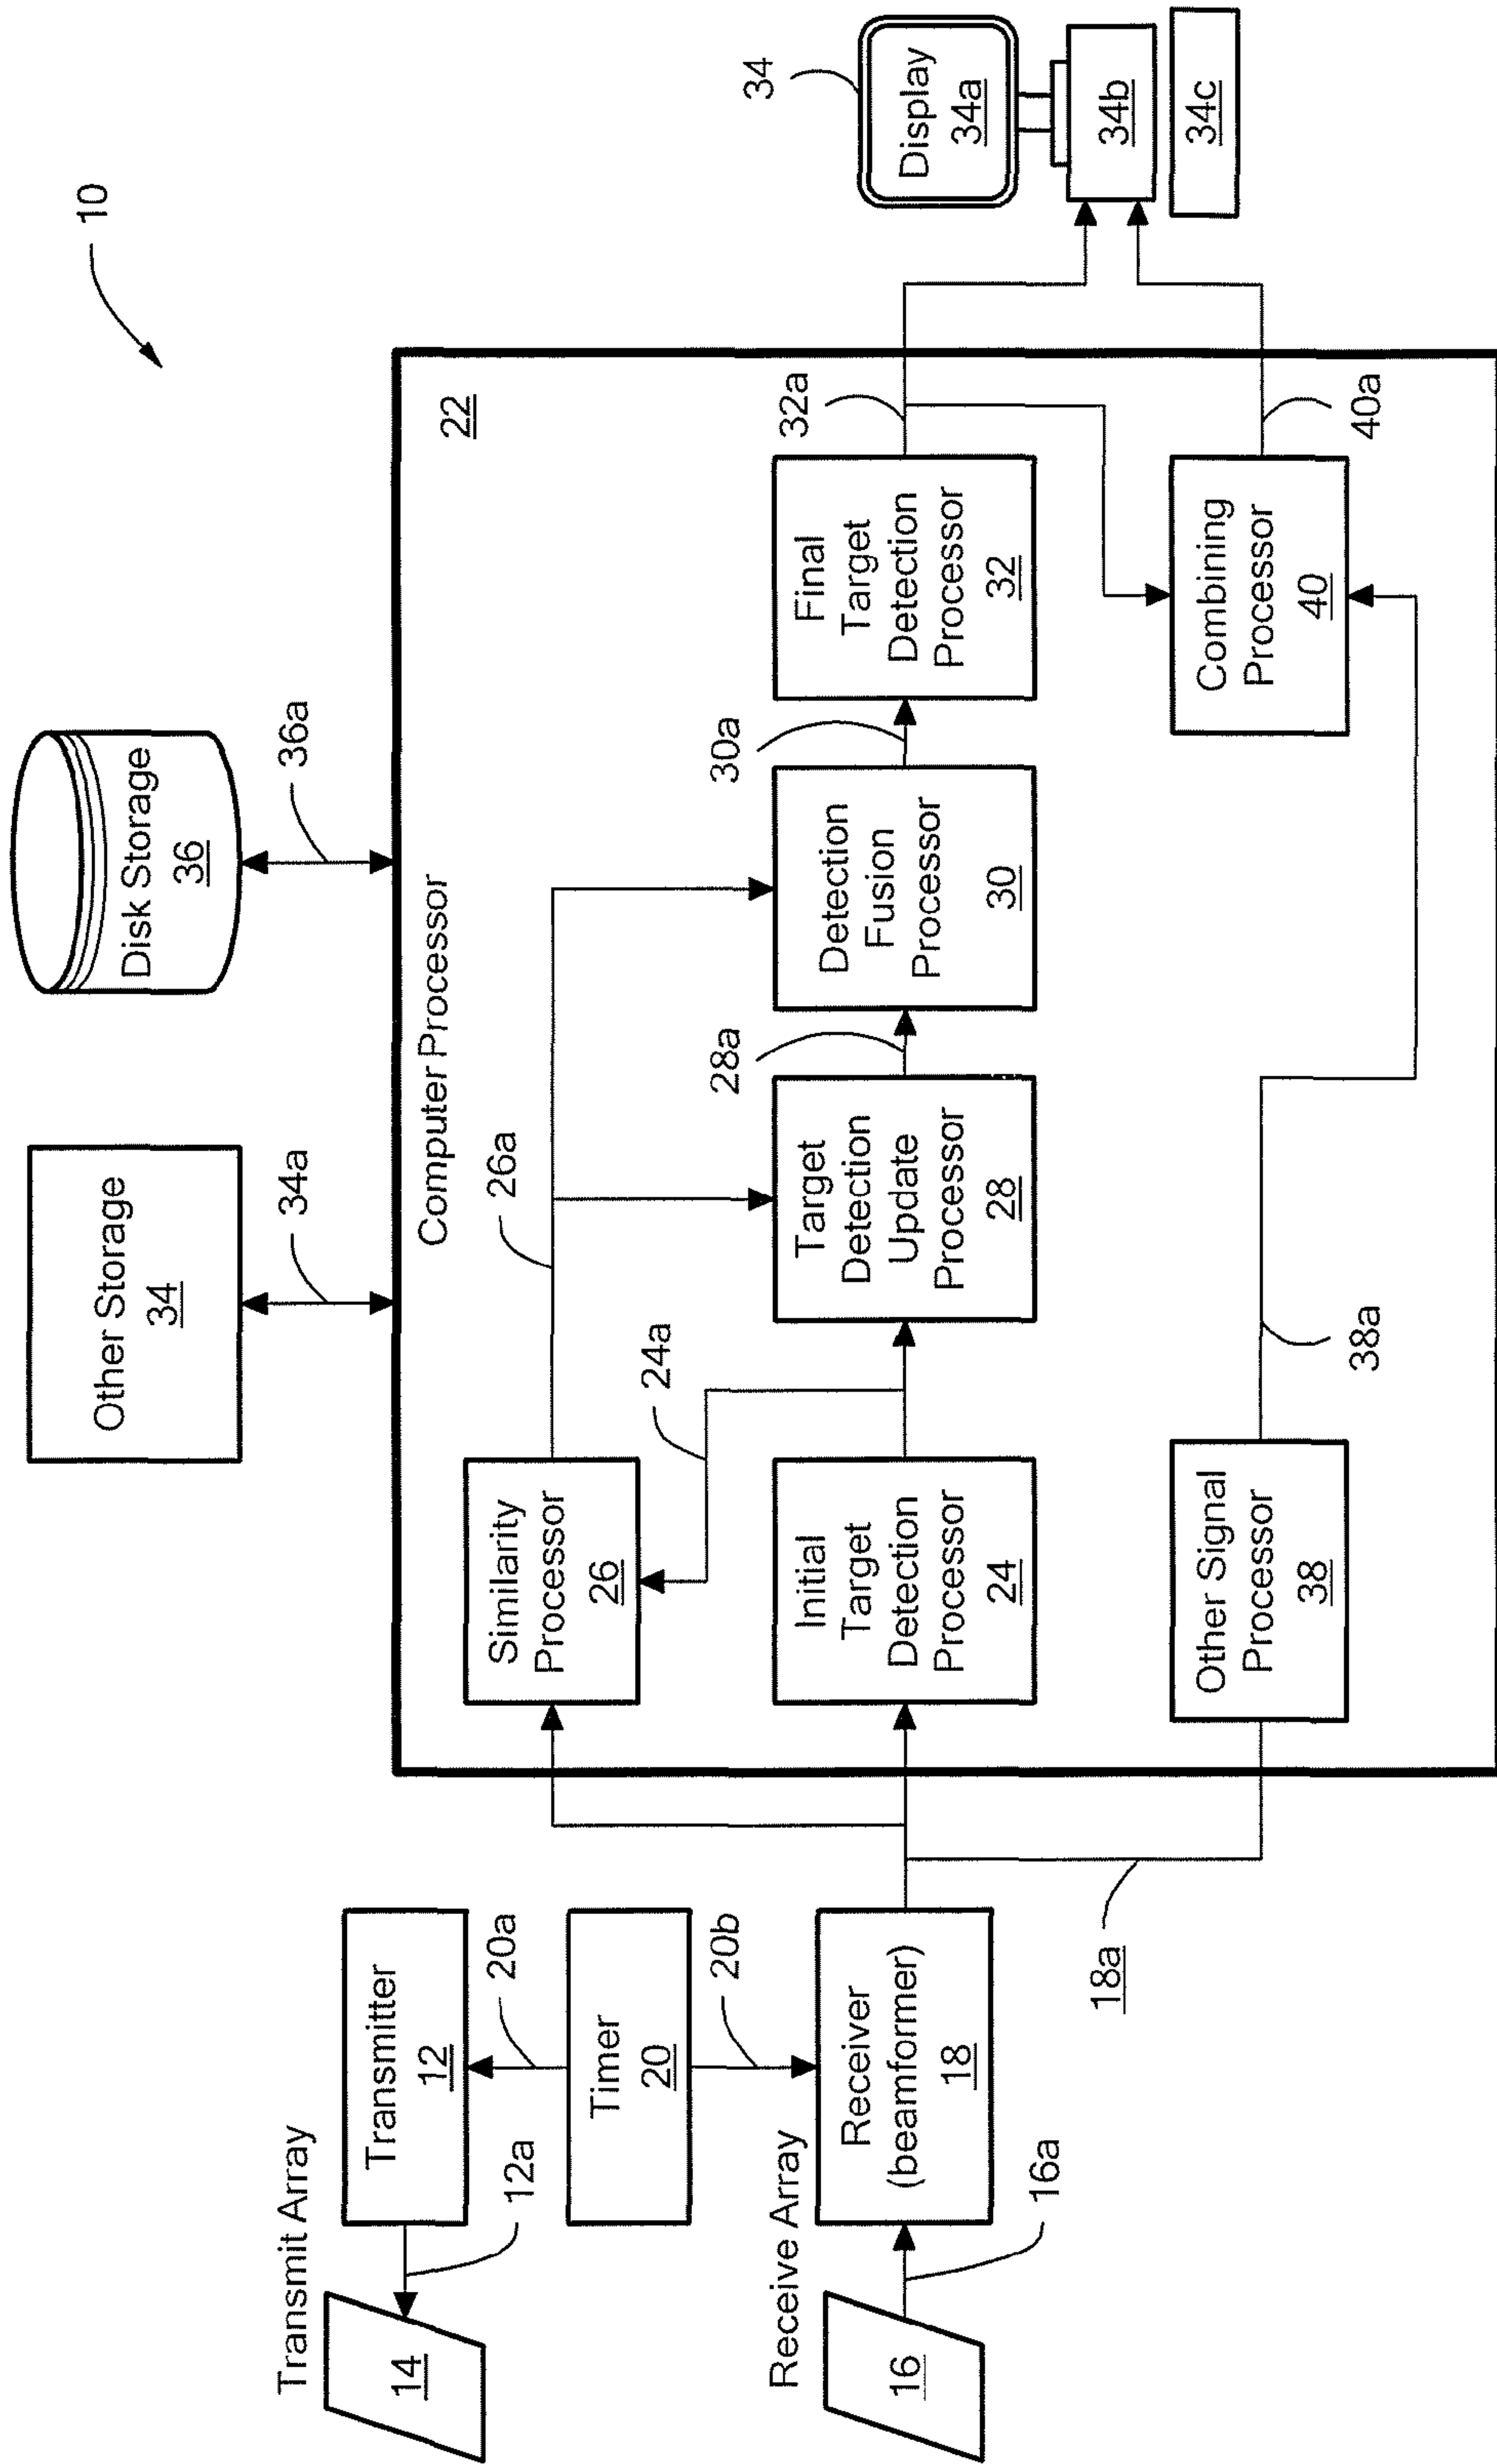 10
Transmit Array
14
12a
Transmitter
12
20a
Timer
20
20b
Receive Array
16
16a
Receiver
(beamformer)
18
18a
Other Storage
34
34a
Disk Storage
36
36a
Computer Processor
22
Similarity
Processor
26
26a
24a
Initial
Target
Detection
Processor
24
Target
Detection
Update
Processor
28
28a
Detection
Fusion
Processor
30
30a
Final
Target
Detection
Processor
32
32a
Other Signal
Processor
38
38a
Combining
Processor
40
40a
34
Display
34a
34b
34c